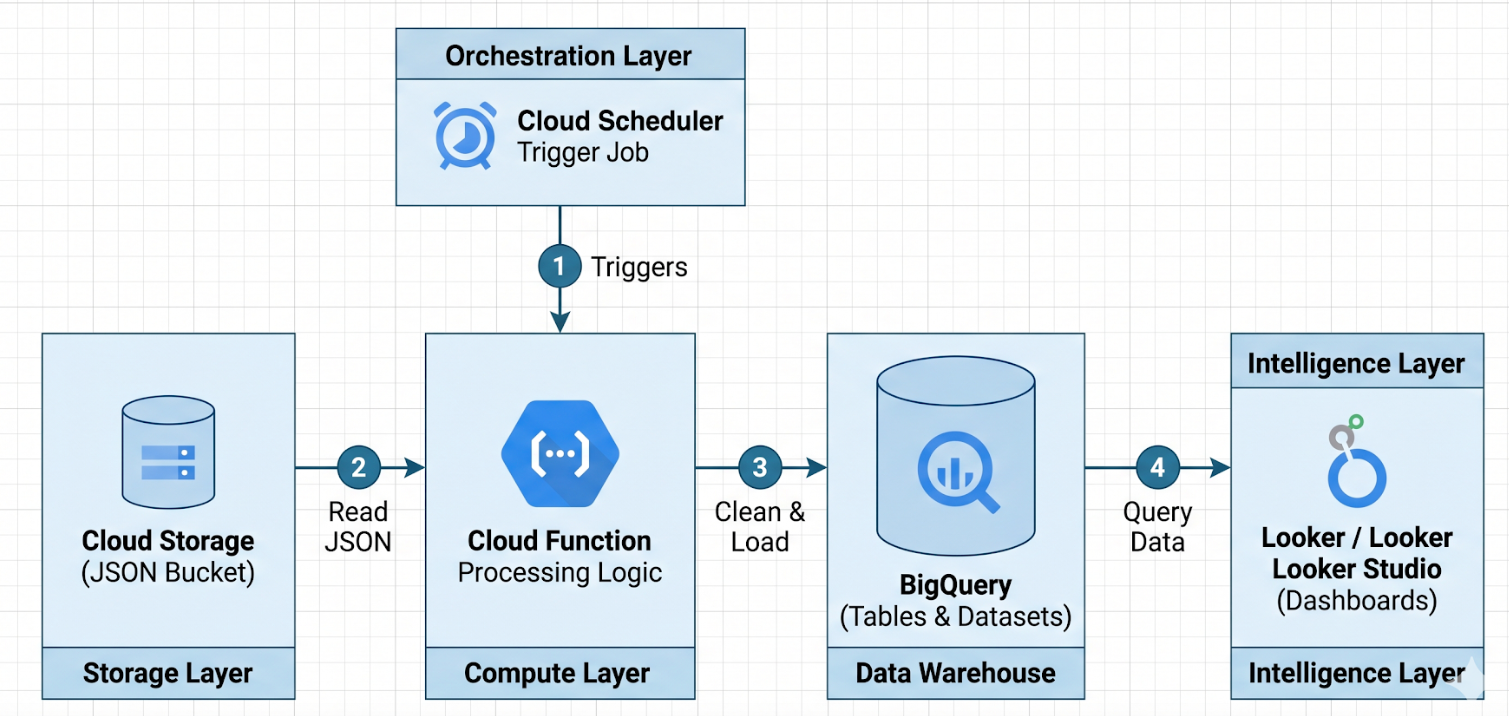 Orchestration Layer
Cloud Scheduler
Trigger Job
1 Triggers
Cloud Storage
(JSON Bucket)
Storage Layer
2
Read
JSON
Cloud Function
Processing Logic
Compute Layer
3
Clean &
Load
BigQuery
(Tables & Datasets)
Data Warehouse
4
Query
Data
Intelligence Layer
Looker / Looker
Looker Studio
(Dashboards)
Intelligence Layer